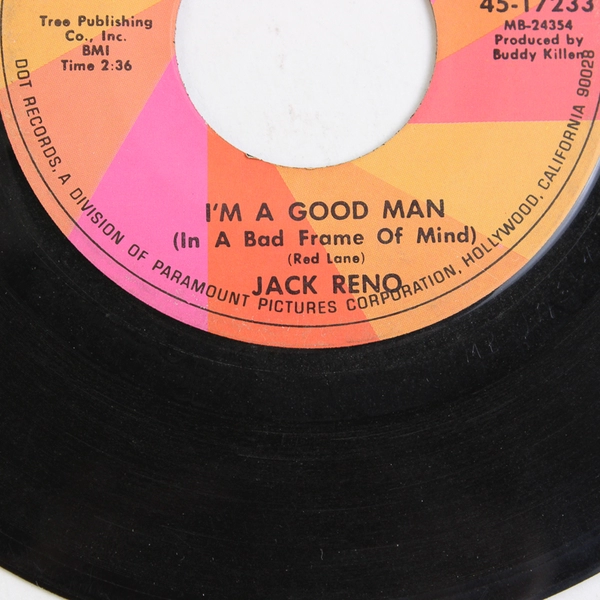 Tree Publishing
Co., Inc.
BMI
Time 2:36
45-17233
MB-24354
Produced by
Buddy Killen
I'M A GOOD MAN
(In A Bad Frame Of Mind)
(Red Lane)
JACK RENO
DOT RECORDS, A DIVISION OF PARAMOUNT PICTURES CORPORATION, HOLLYWOOD, CALIFORNIA 90028